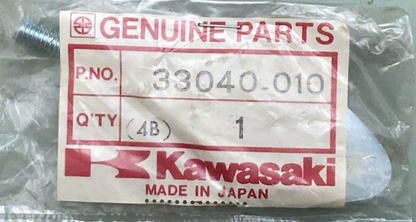 GENUINE PARTS
P.NO. 33040-010
Q'TY (4B) 1
Kawasaki
MADE IN JAPAN